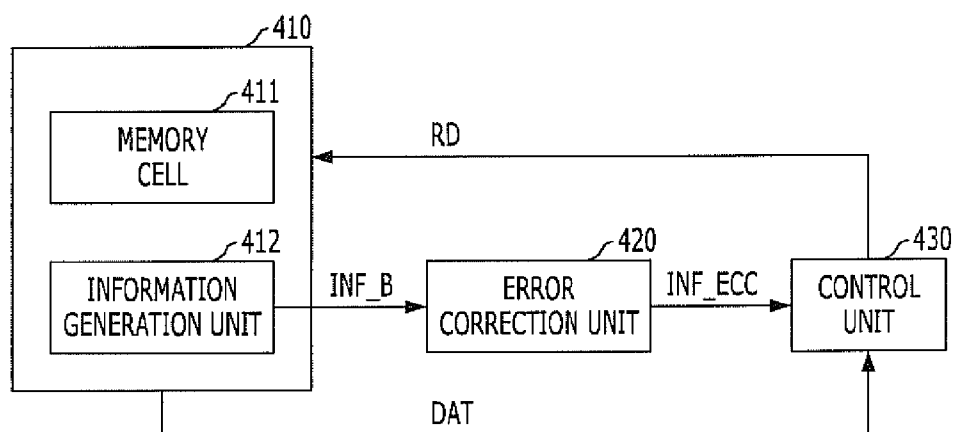 410
411
MEMORY
CELL
RD
412
INFORMATION
GENERATION UNIT
INF_B
420
ERROR
CORRECTION UNIT
INF_ECC
430
CONTROL
UNIT
DAT